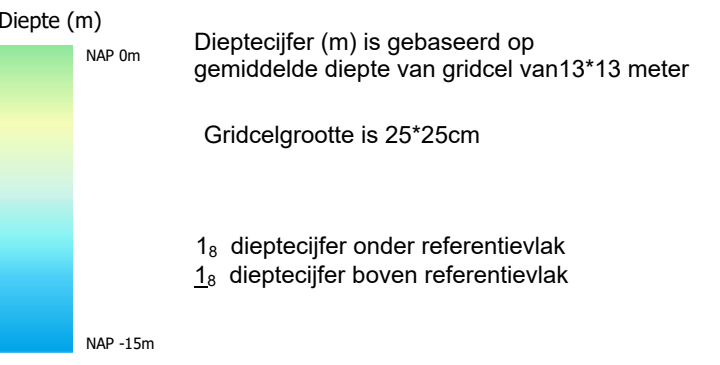 Diepte (m)
NAP 0m
Dieptecijfer (m) is gebaseerd op
gemiddelde diepte van gridcel van13*13 meter
Gridcelgrootte is 25*25cm
1₈ dieptecijfer onder referentievlak
1₈ dieptecijfer boven referentievlak
NAP -15m